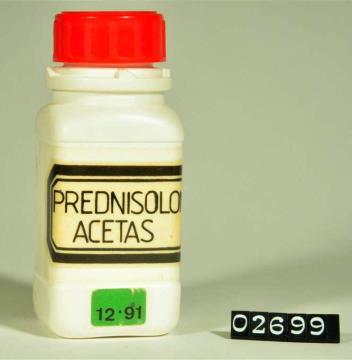 PREDNISOLO
ACETAS
12·91
02699